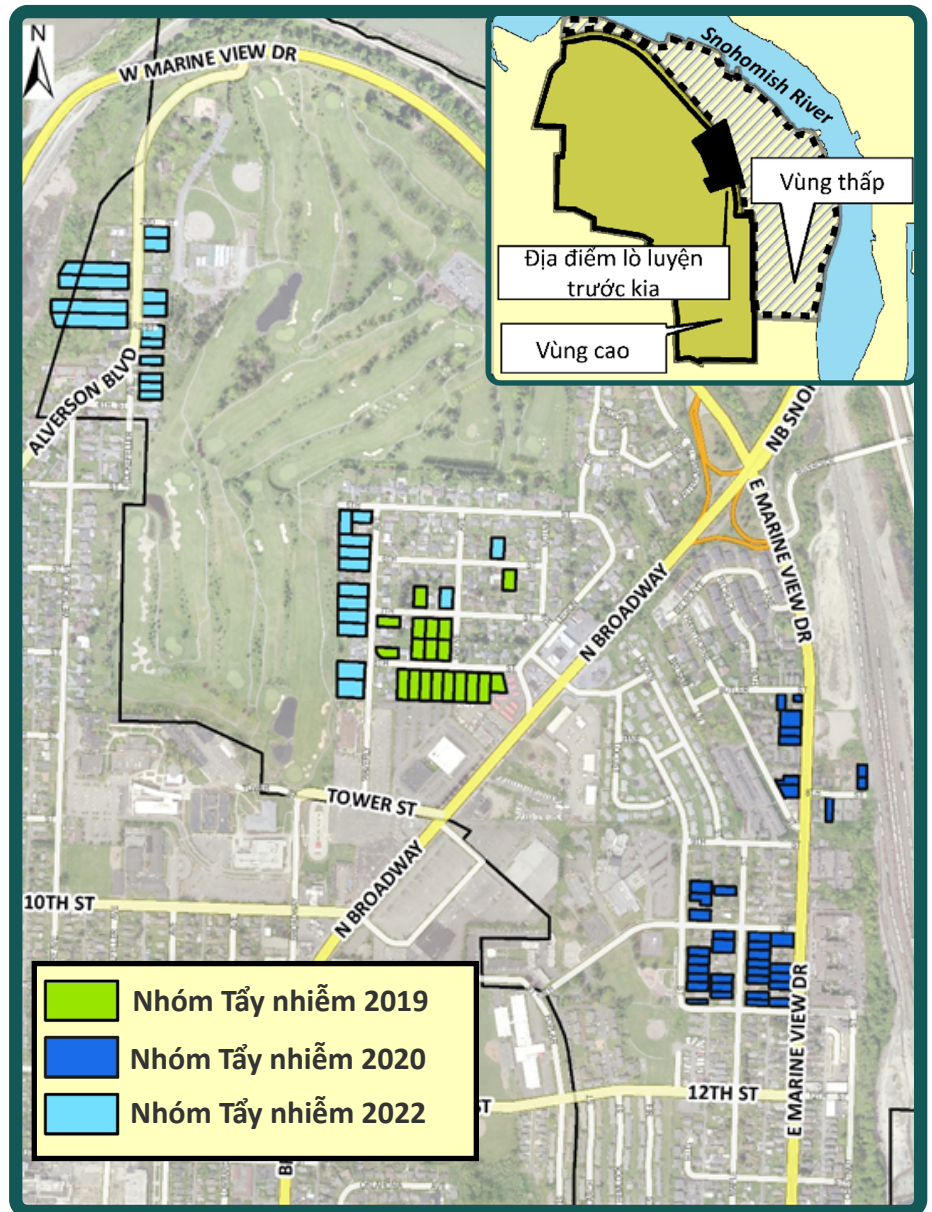 N
W MARINE VIEW DR
Snohomish River
Vùng thấp
Địa điểm lò luyện
trước kia
Vùng cao
ALVERSON BLVD
NB SNO
E MARINE VIEW DR
N BROADWAY
TOWER ST
10TH ST
N BROADWAY
E MARINE VIEW DR
12TH ST
ST
Nhóm Tẩy nhiễm 2019
Nhóm Tẩy nhiễm 2020
Nhóm Tẩy nhiễm 2022